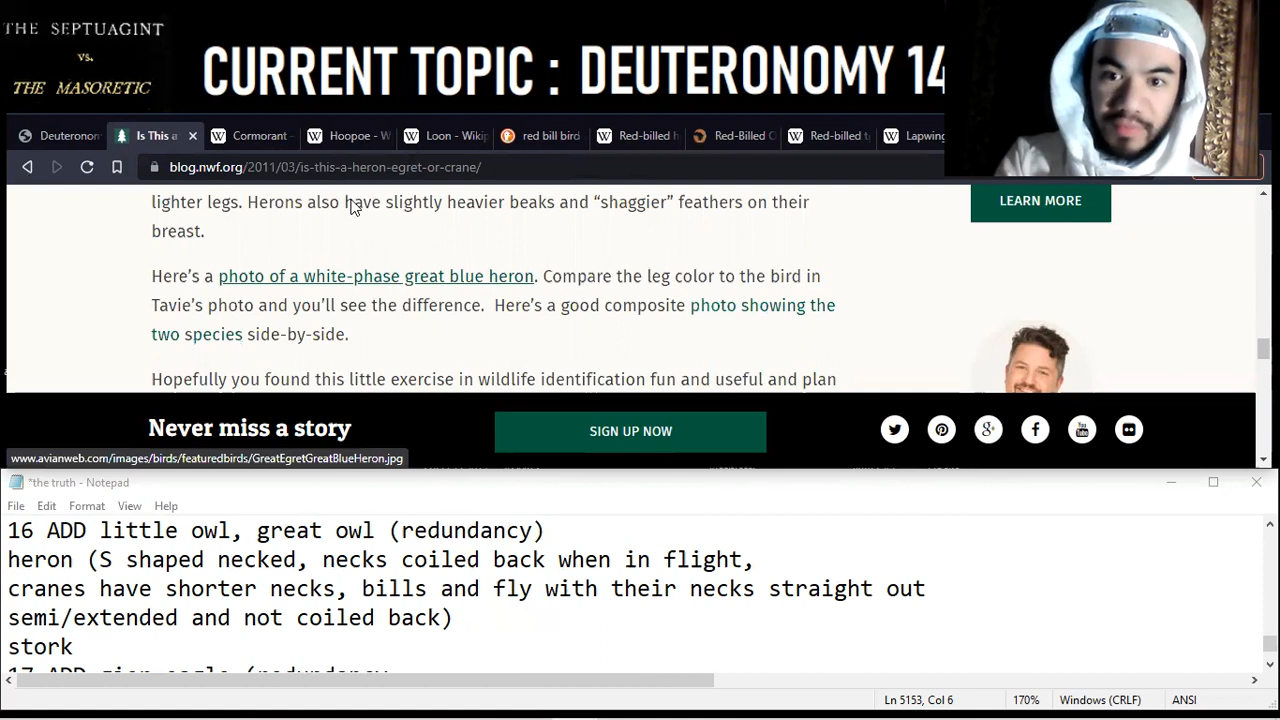 THE SEPTUAGINT
vs.
THE MASORETIC
CURRENT TOPIC : DEUTERONOMY 14
Deuteronom
Is This a
Cormorant -
Hoopoe - W
Loon - Wikip
red bill bird
Red-billed h
Red-Billed C
Red-billed t
Lapwing
blog.nwf.org/2011/03/is-this-a-heron-egret-or-crane/
lighter legs. Herons also have slightly heavier beaks and “shaggier” feathers on their
breast.
LEARN MORE
Here’s a photo of a white-phase great blue heron. Compare the leg color to the bird in
Tavie’s photo and you’ll see the difference. Here’s a good composite photo showing the
two species side-by-side.
Hopefully you found this little exercise in wildlife identification fun and useful and plan
Never miss a story
SIGN UP NOW
www.avianweb.com/images/birds/featuredbirds/GreatEgretGreatBlueHeron.jpg
*the truth - Notepad
File Edit Format View Help
16 ADD little owl, great owl (redundancy)
heron (S shaped necked, necks coiled back when in flight,
cranes have shorter necks, bills and fly with their necks straight out
semi/extended and not coiled back)
stork
17 ADD gier eagle (redundancy
Ln 5153, Col 6
170%
Windows (CRLF)
ANSI